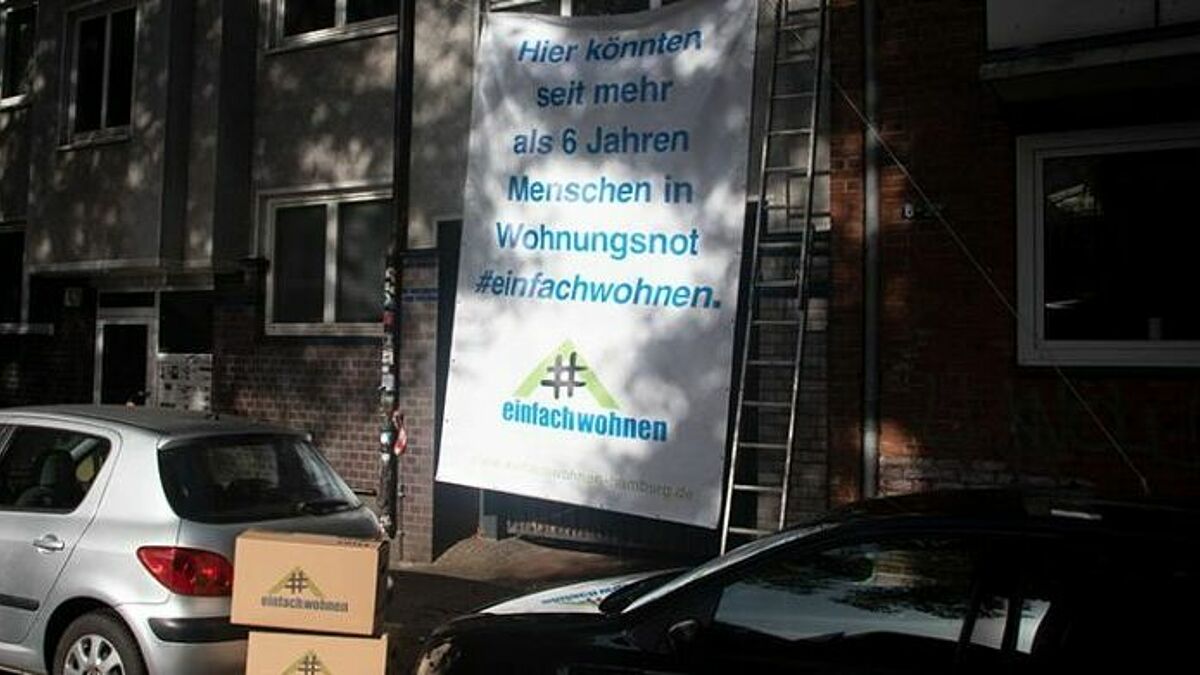 Hier könnten
seit mehr
als 6 Jahren
Menschen in
Wohnungsnot
#einfachwohnen.
#
einfachwohnen
#
einfachwohnen
#